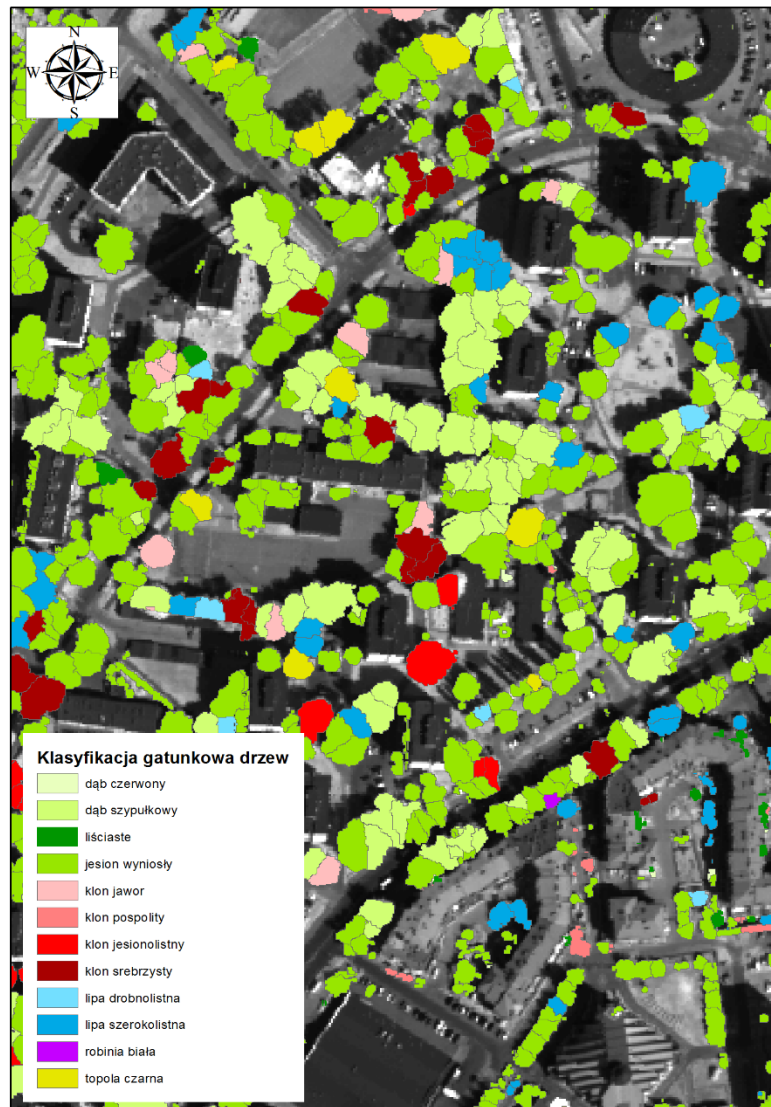 N
W E
S
Klasyfikacja gatunkowa drzew
dąb czerwony
dąb szypułkowy
liściaste
jesion wyniosły
klon jawor
klon pospolity
klon jesionolistny
klon srebrzysty
lipa drobnolistna
lipa szerokolistna
robinia biała
topola czarna